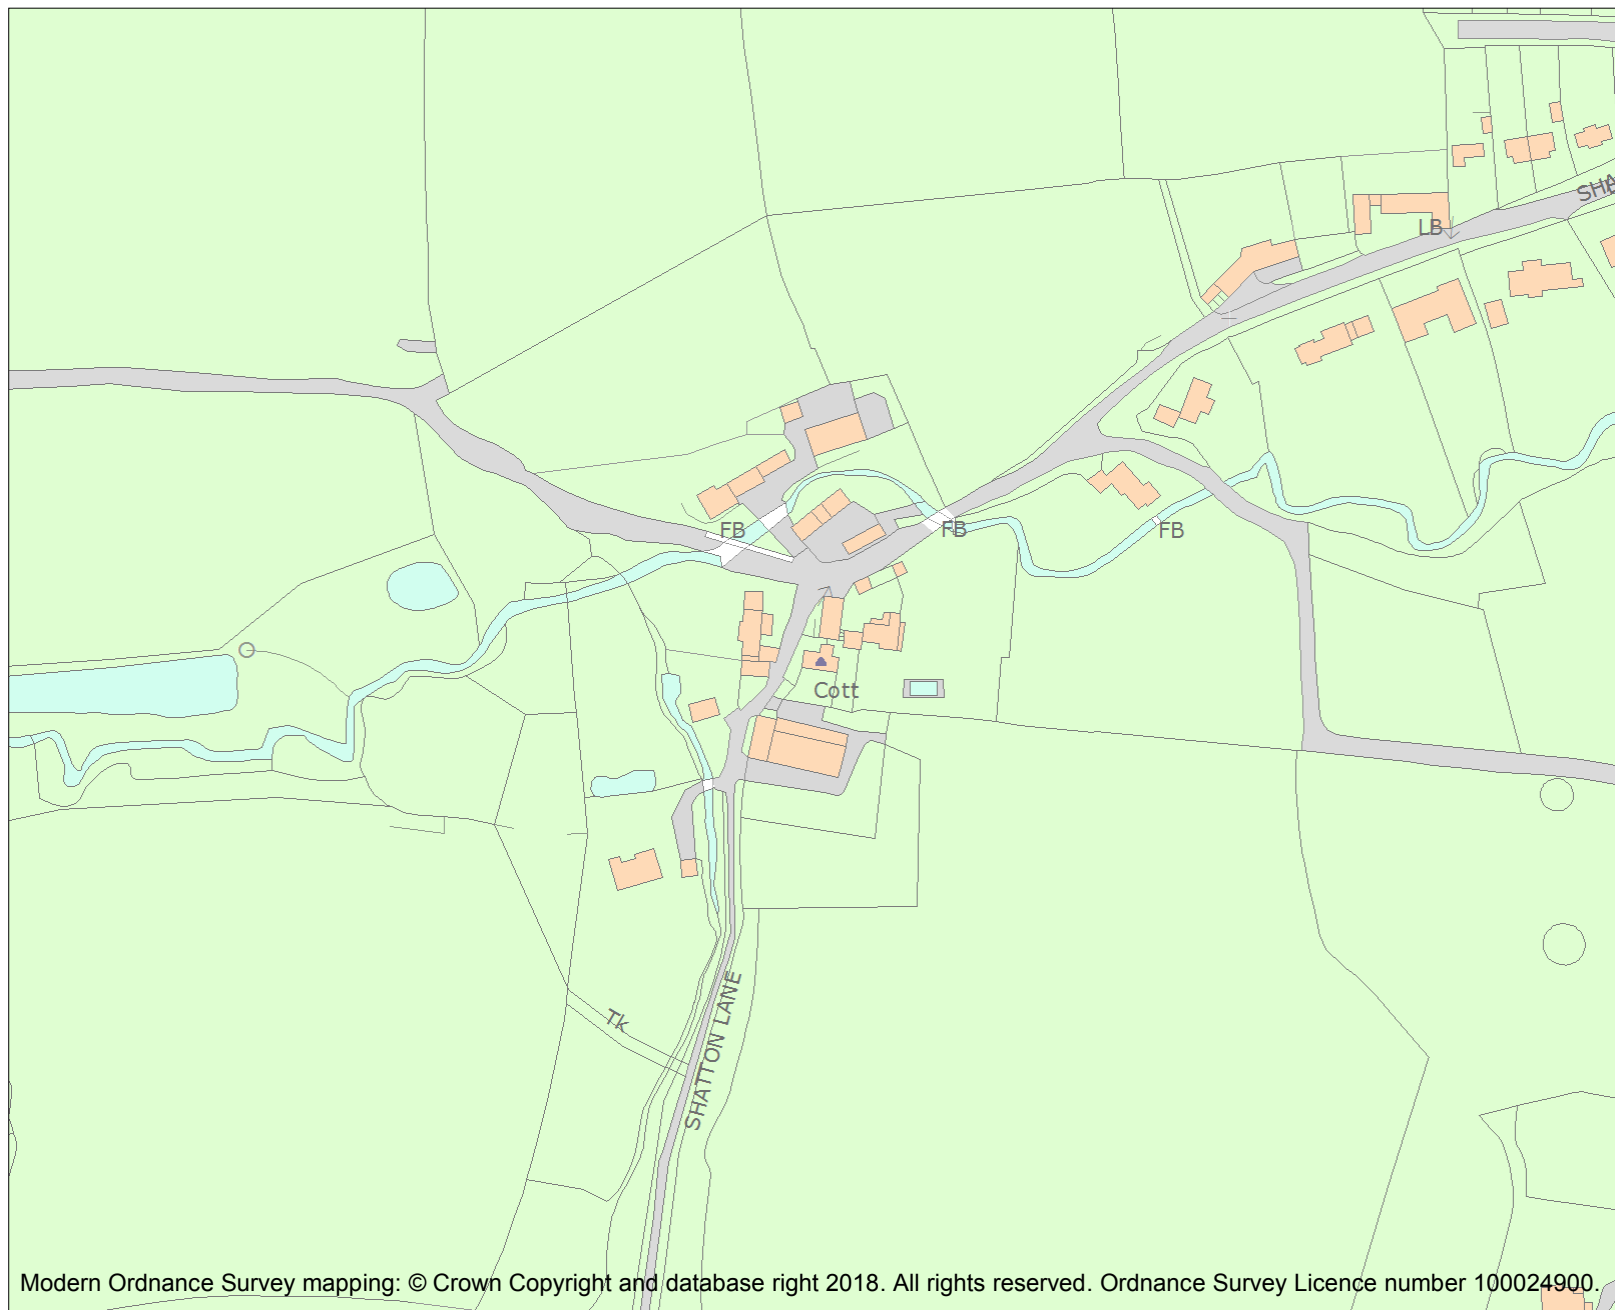 LB
FB
FB
FB
Cott
Tk
SHATTON LANE
Modern Ordnance Survey mapping: © Crown Copyright and database right 2018. All rights reserved. Ordnance Survey Licence number 100024900.